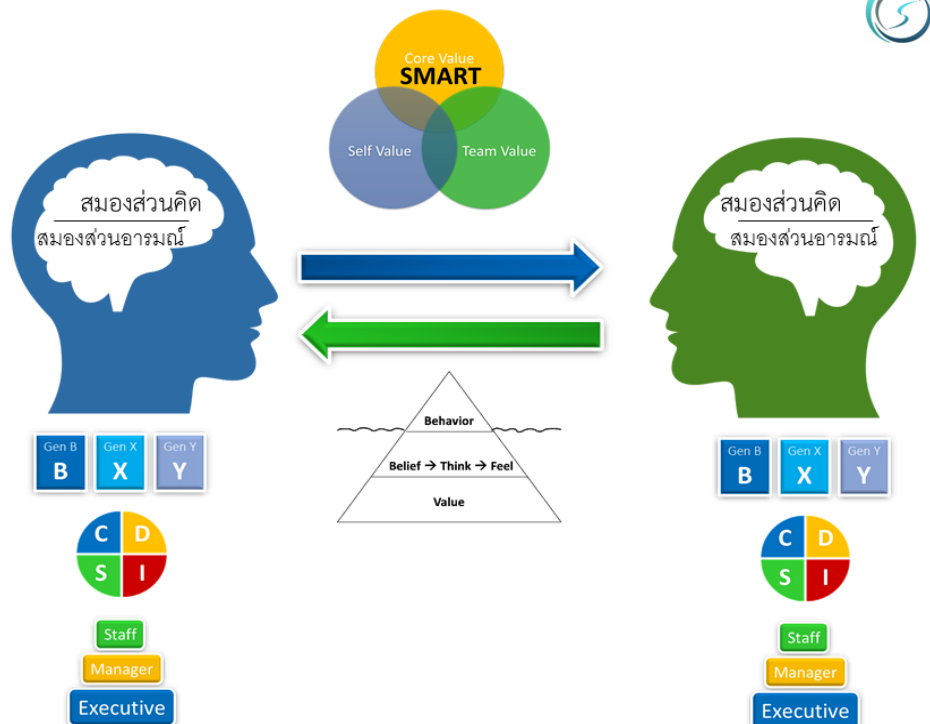 Core Value
SMART
Self Value
Team Value
สมองส่วนคิด
สมองส่วนอารมณ์
สมองส่วนคิด
สมองส่วนอารมณ์
Behavior
Belief → Think → Feel
Value
Gen B
B
Gen X
X
Gen Y
Y
C D
S I
Staff
Manager
Executive
Gen B
B
Gen X
X
Gen Y
Y
C D
S I
Staff
Manager
Executive